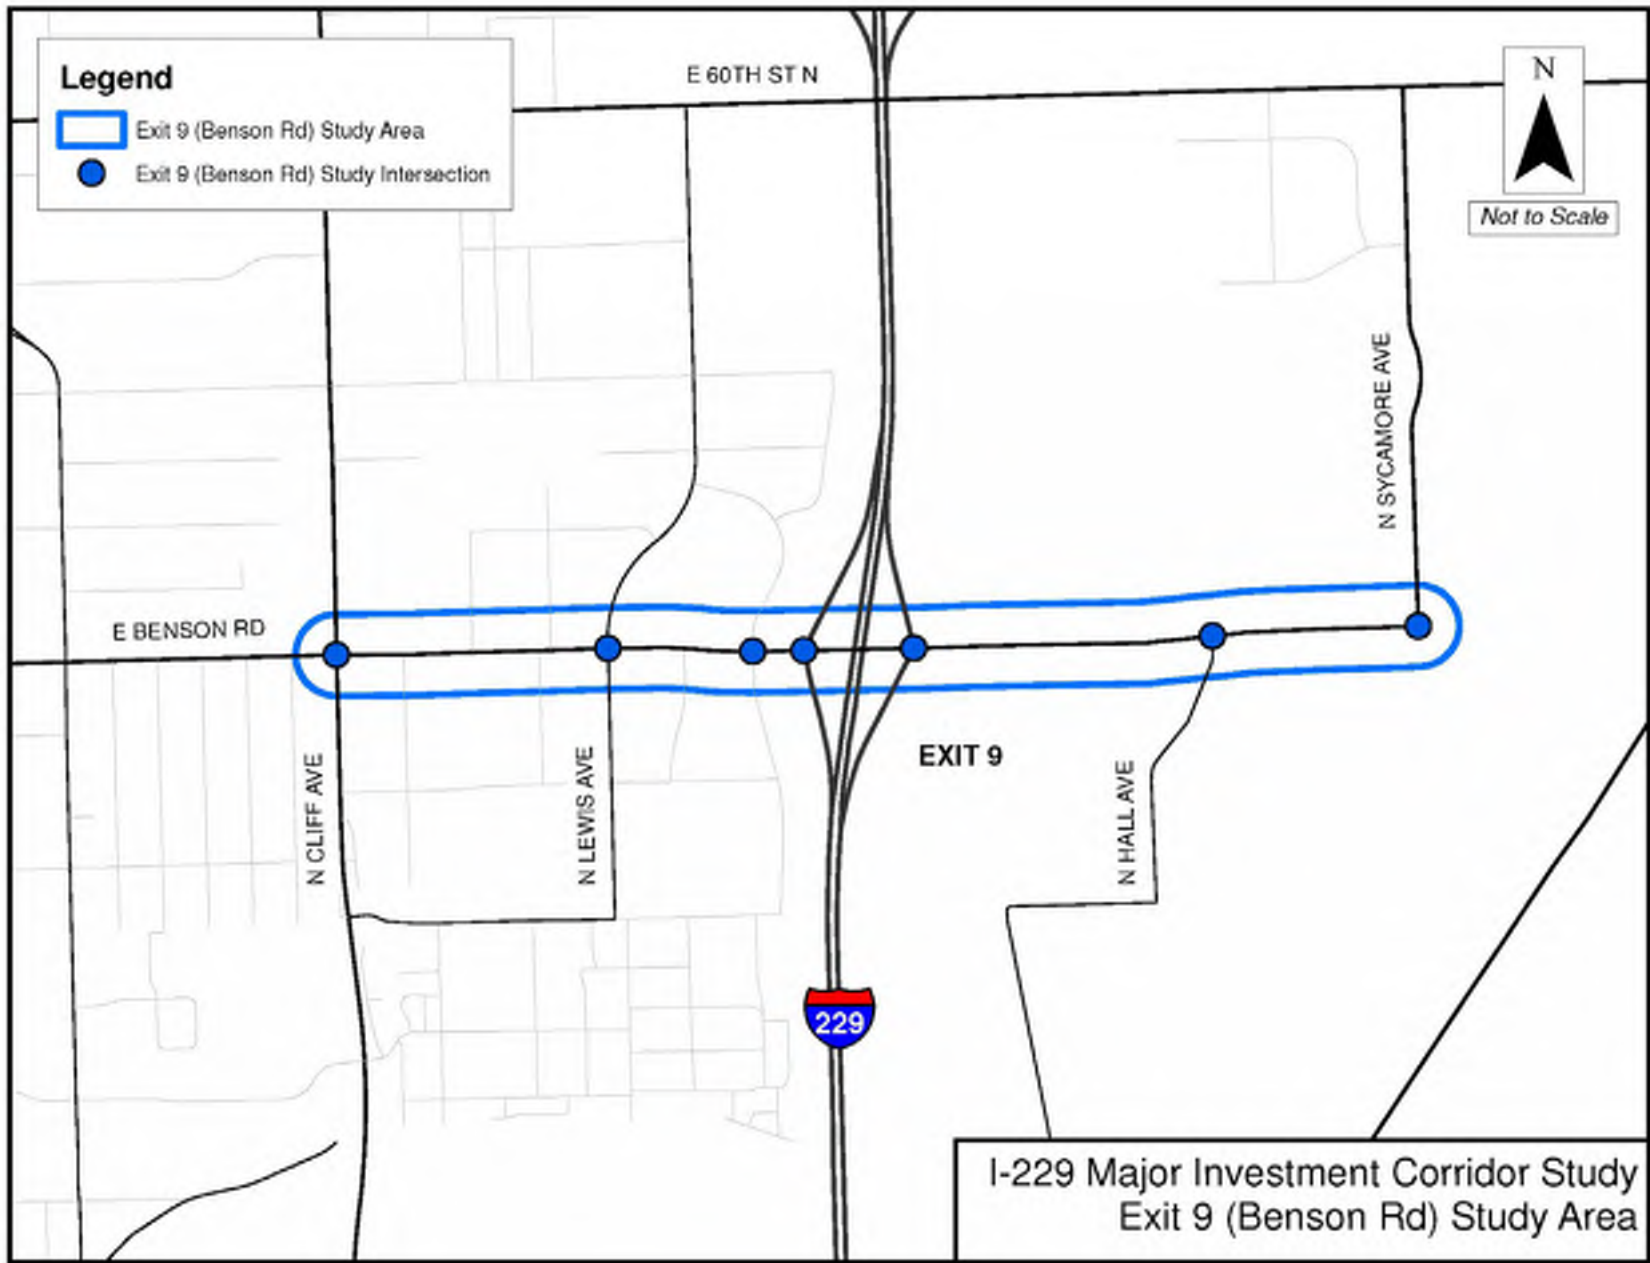 Legend
Exit 9 (Benson Rd) Study Area
Exit 9 (Benson Rd) Study Intersection
E 60TH ST N
N
Not to Scale
N SYCAMORE AVE
E BENSON RD
N CLIFF AVE
N LEWIS AVE
EXIT 9
N HALL AVE
229
I-229 Major Investment Corridor Study
Exit 9 (Benson Rd) Study Area